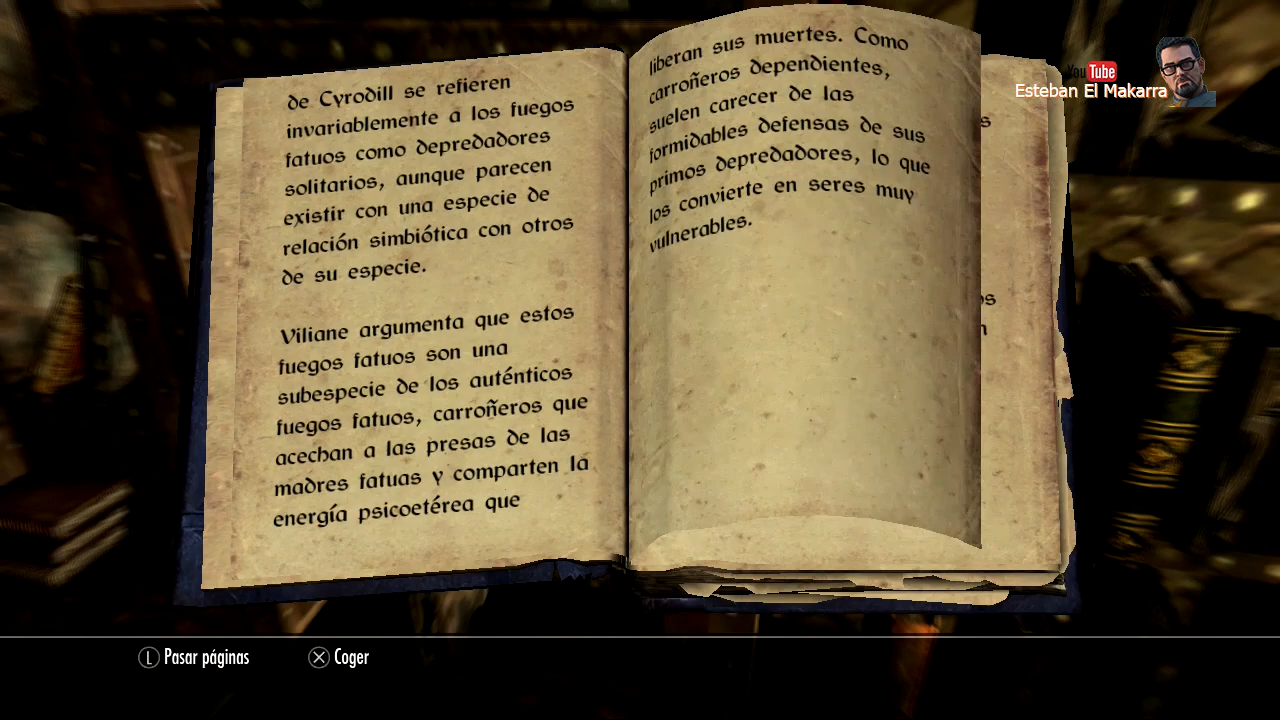 de Cyrodill se refieren
invariablemente a los fuegos
fatuos como depredadores
solitarios, aunque parecen
existir con una especie de
relación simbiótica con otros
de su especie.
Viliane argumenta que estos
fuegos fatuos son una
subespecie de los auténticos
fuegos fatuos, carroñeros que
acechan a las presas de las
madres fatuas y comparten la
energía psicoetérea que
liberan sus muertes. Como
carroñeros dependientes,
suelen carecer de las
formidables defensas de sus
primos depredadores, lo que
los convierte en seres muy
vulnerables.
s
os
n
YouTube
Esteban El Makarra
L Pasar páginas
X Coger